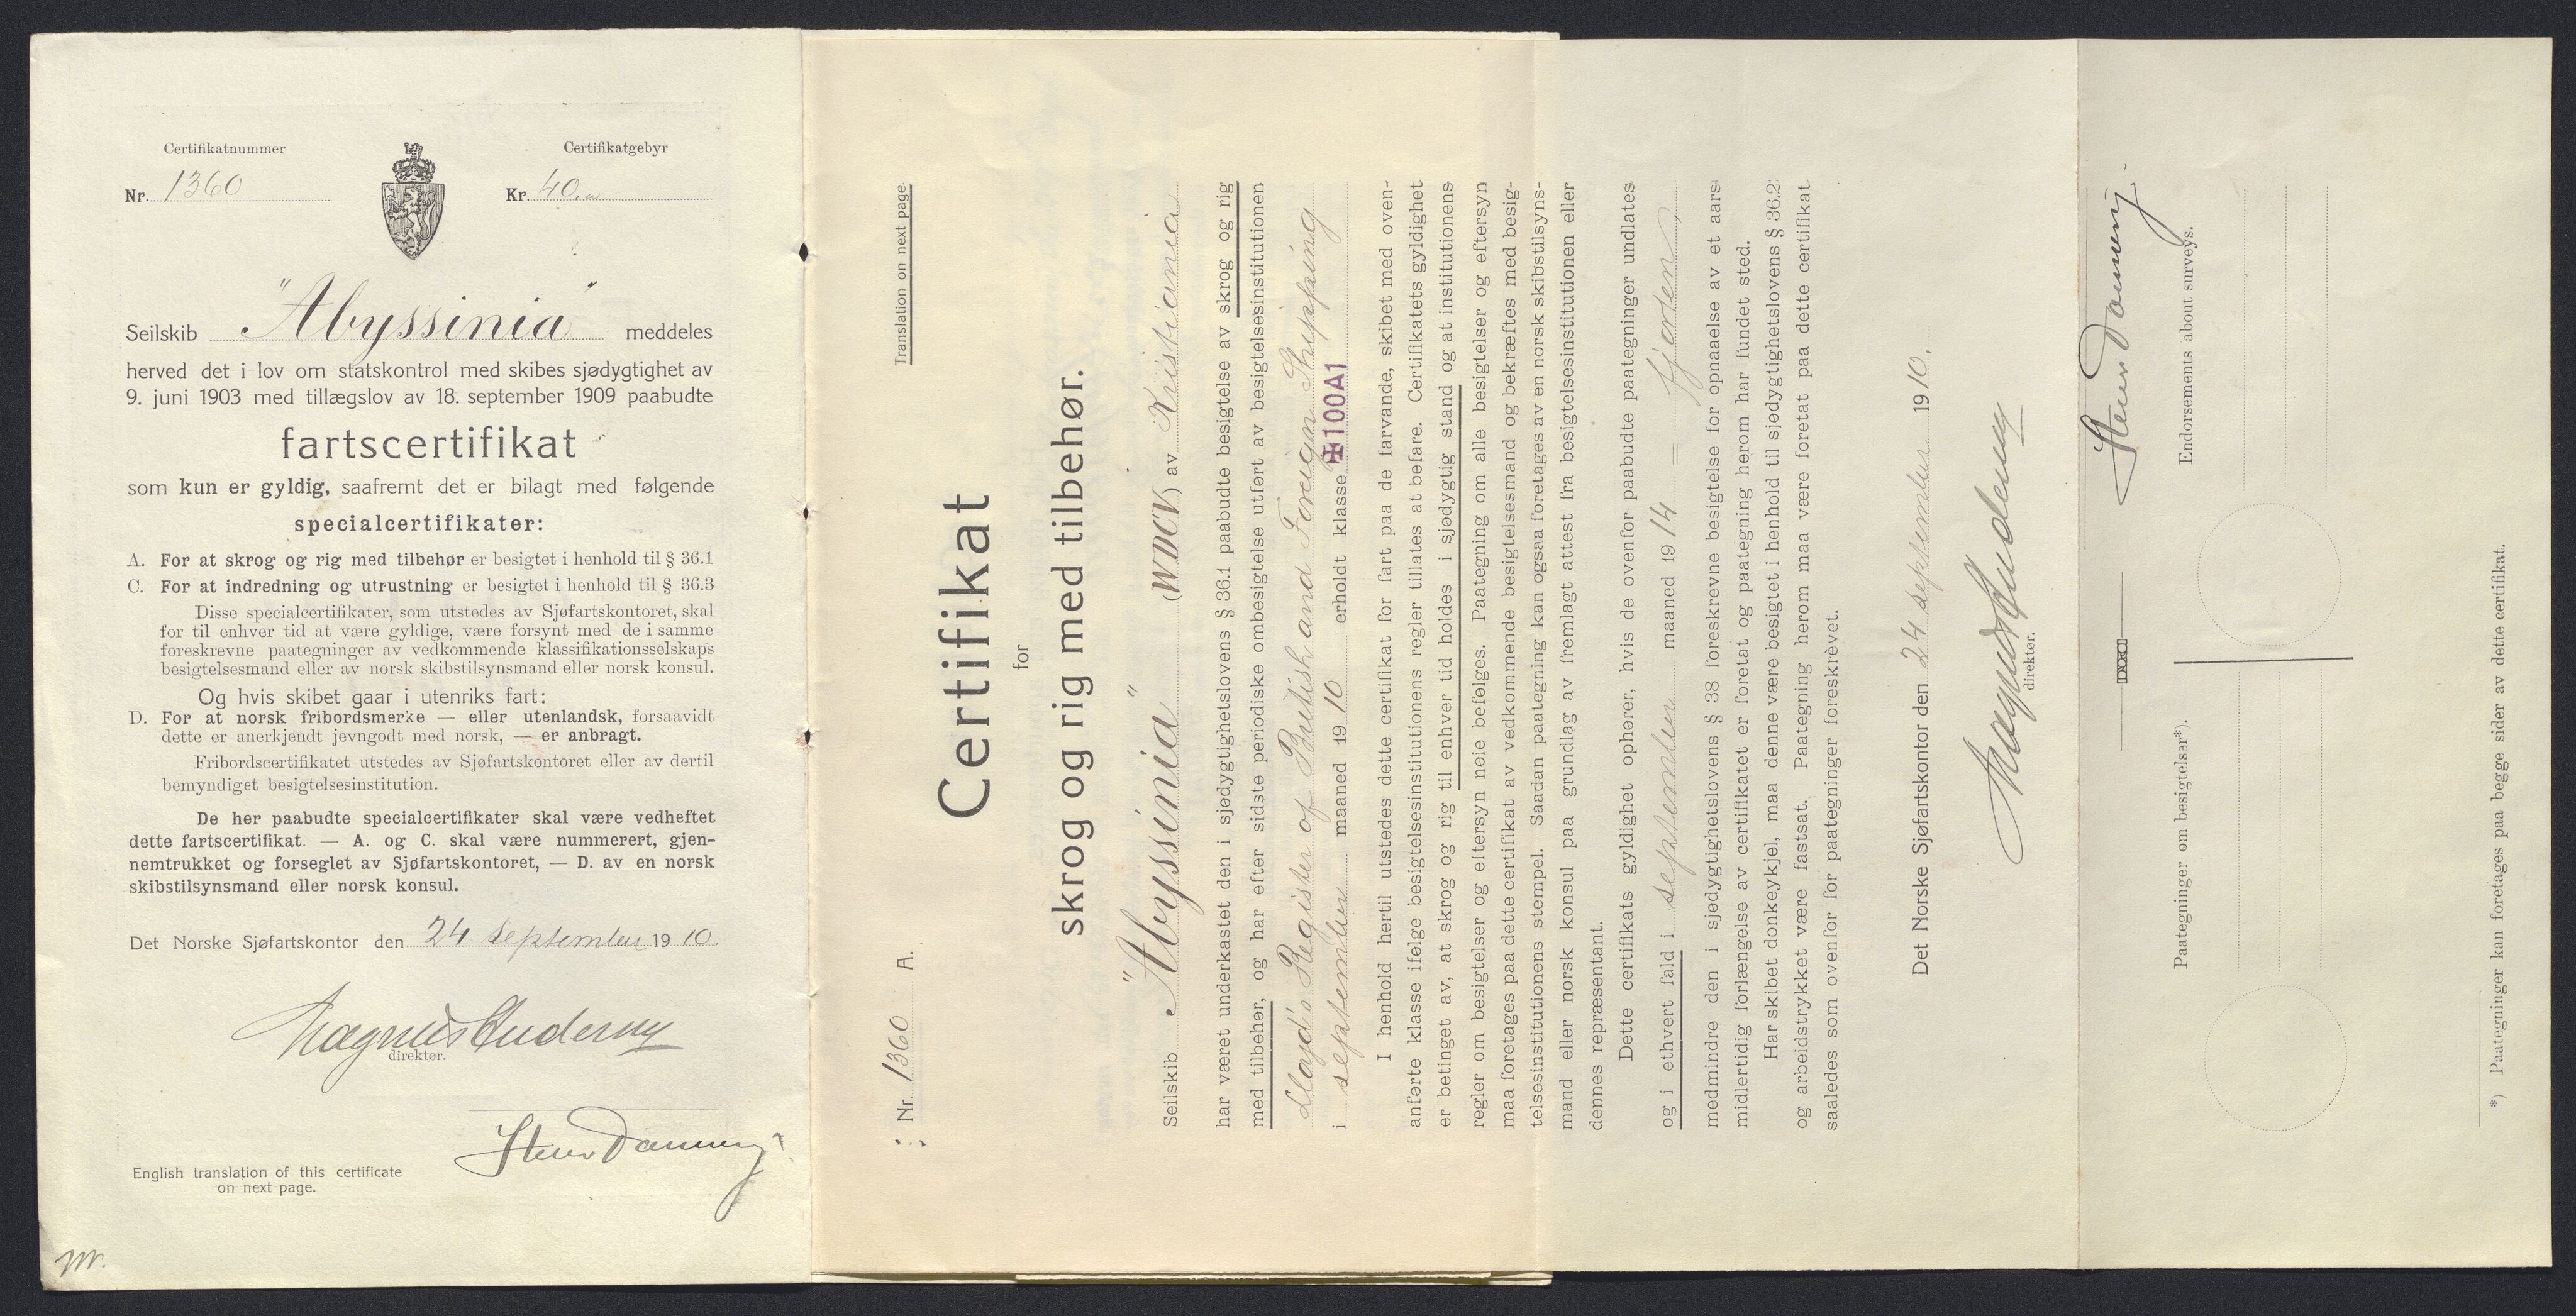 Certifikatnummer
Certifikatgebyr
Nr. 1360
Kr. 40.
Seilskib "Abyssinia" meddeles
herved det i lov om statskontrol med skibes sjødygtighet av
9. juni 1903 med tillægslov av 18. september 1909 paabudte
fartscertifikat
som kun er gyldig, saafremt det er bilagt med følgende
specialcertifikater:
A. For at skrog og rig med tilbehør er besigtet i henhold til § 36.1
C. For at indredning og utrustning er besigtet i henhold til § 36.3
Disse specialcertifikater, som utstedes av Sjøfartskontoret, skal
for til enhver tid at være gyldige, være forsynt med de i samme
foreskrevne paategninger av vedkommende klassifikationsselskaps
besigtelsesmand eller av norsk skibstilsynsmand eller norsk konsul.
Og hvis skibet gaar i utenriks fart:
D. For at norsk fribordsmerke — eller utenlandsk, forsaavidt
dette er anerkjendt jevngodt med norsk, — er anbragt.
Fribordscertifikatet utstedes av Sjøfartskontoret eller av dertil
bemyndiget besigtelsesinstitution.
De her paabudte specialcertifikater skal være vedheftet
dette fartscertifikat. — A. og C. skal være nummerert, gjen-
nemtrukket og forseglet av Sjøfartskontoret, — D. av en norsk
skibstilsynsmand eller norsk konsul.
Det Norske Sjøfartskontor den 24 september 1910.
Magnus Andersen
direktør.
English translation of this certificate
on next page.
Nr. 1360 A.
Translation on next page.
Certifikat
for
skrog og rig med tilbehør.
Seilskib "Abyssinia" (WDCV) av Kristiania
har været underkastet den i sjødygtighetslovens § 36.1 paabudte besigtelse av skrog og rig
med tilbehør, og har efter sidste periodiske ombesigtelse utført av besigtelsesinstitutionen
Lloyd's Register of British and Foreign Shipping
i september maaned 1910 erholdt klasse ✠100A1
I henhold hertil utstedes dette certifikat for fart paa de farvande, skibet med oven-
anførte klasse ifølge besigtelsesinstitutionens regler tillates at befare. Certifikatets gyldighet
er betinget av, at skrog og rig til enhver tid holdes i sjødygtig stand og at institutionens
regler om besigtelser og eftersyn nøie befølges. Paategning om alle besigtelser og eftersyn
maa foretages paa dette certifikat av vedkommende besigtelsesmand og bekræftes med besig-
telsesinstitutionens stempel. Saadan paategning kan ogsaa foretages av en norsk skibstilsyns-
mand eller norsk konsul paa grundlag av fremlagt attest fra besigtelsesinstitutionen eller
dennes repræsentant.
Dette certifikats gyldighet ophører, hvis de ovenfor paabudte paategninger undlates
og i ethvert fald i september maaned 1914 = fjorten,
medmindre den i sjødygtighetslovens § 38 foreskrevne besigtelse for opnaaelse av et aars
midlertidig forlængelse av certifikatet er foretat og paategning herom har fundet sted.
Har skibet donkeykjel, maa denne være besigtet i henhold til sjødygtighetslovens § 36.2
og arbeidstrykket være fastsat. Paategning herom maa være foretat paa dette certifikat
saaledes som ovenfor for paategninger foreskrevet.
Det Norske Sjøfartskontor den 24 september 1910.
Magnus Andersen
direktør.
Paategninger om besigtelser*).
Endorsements about surveys.
*) Paategninger kan foretages paa begge sider av dette certifikat.